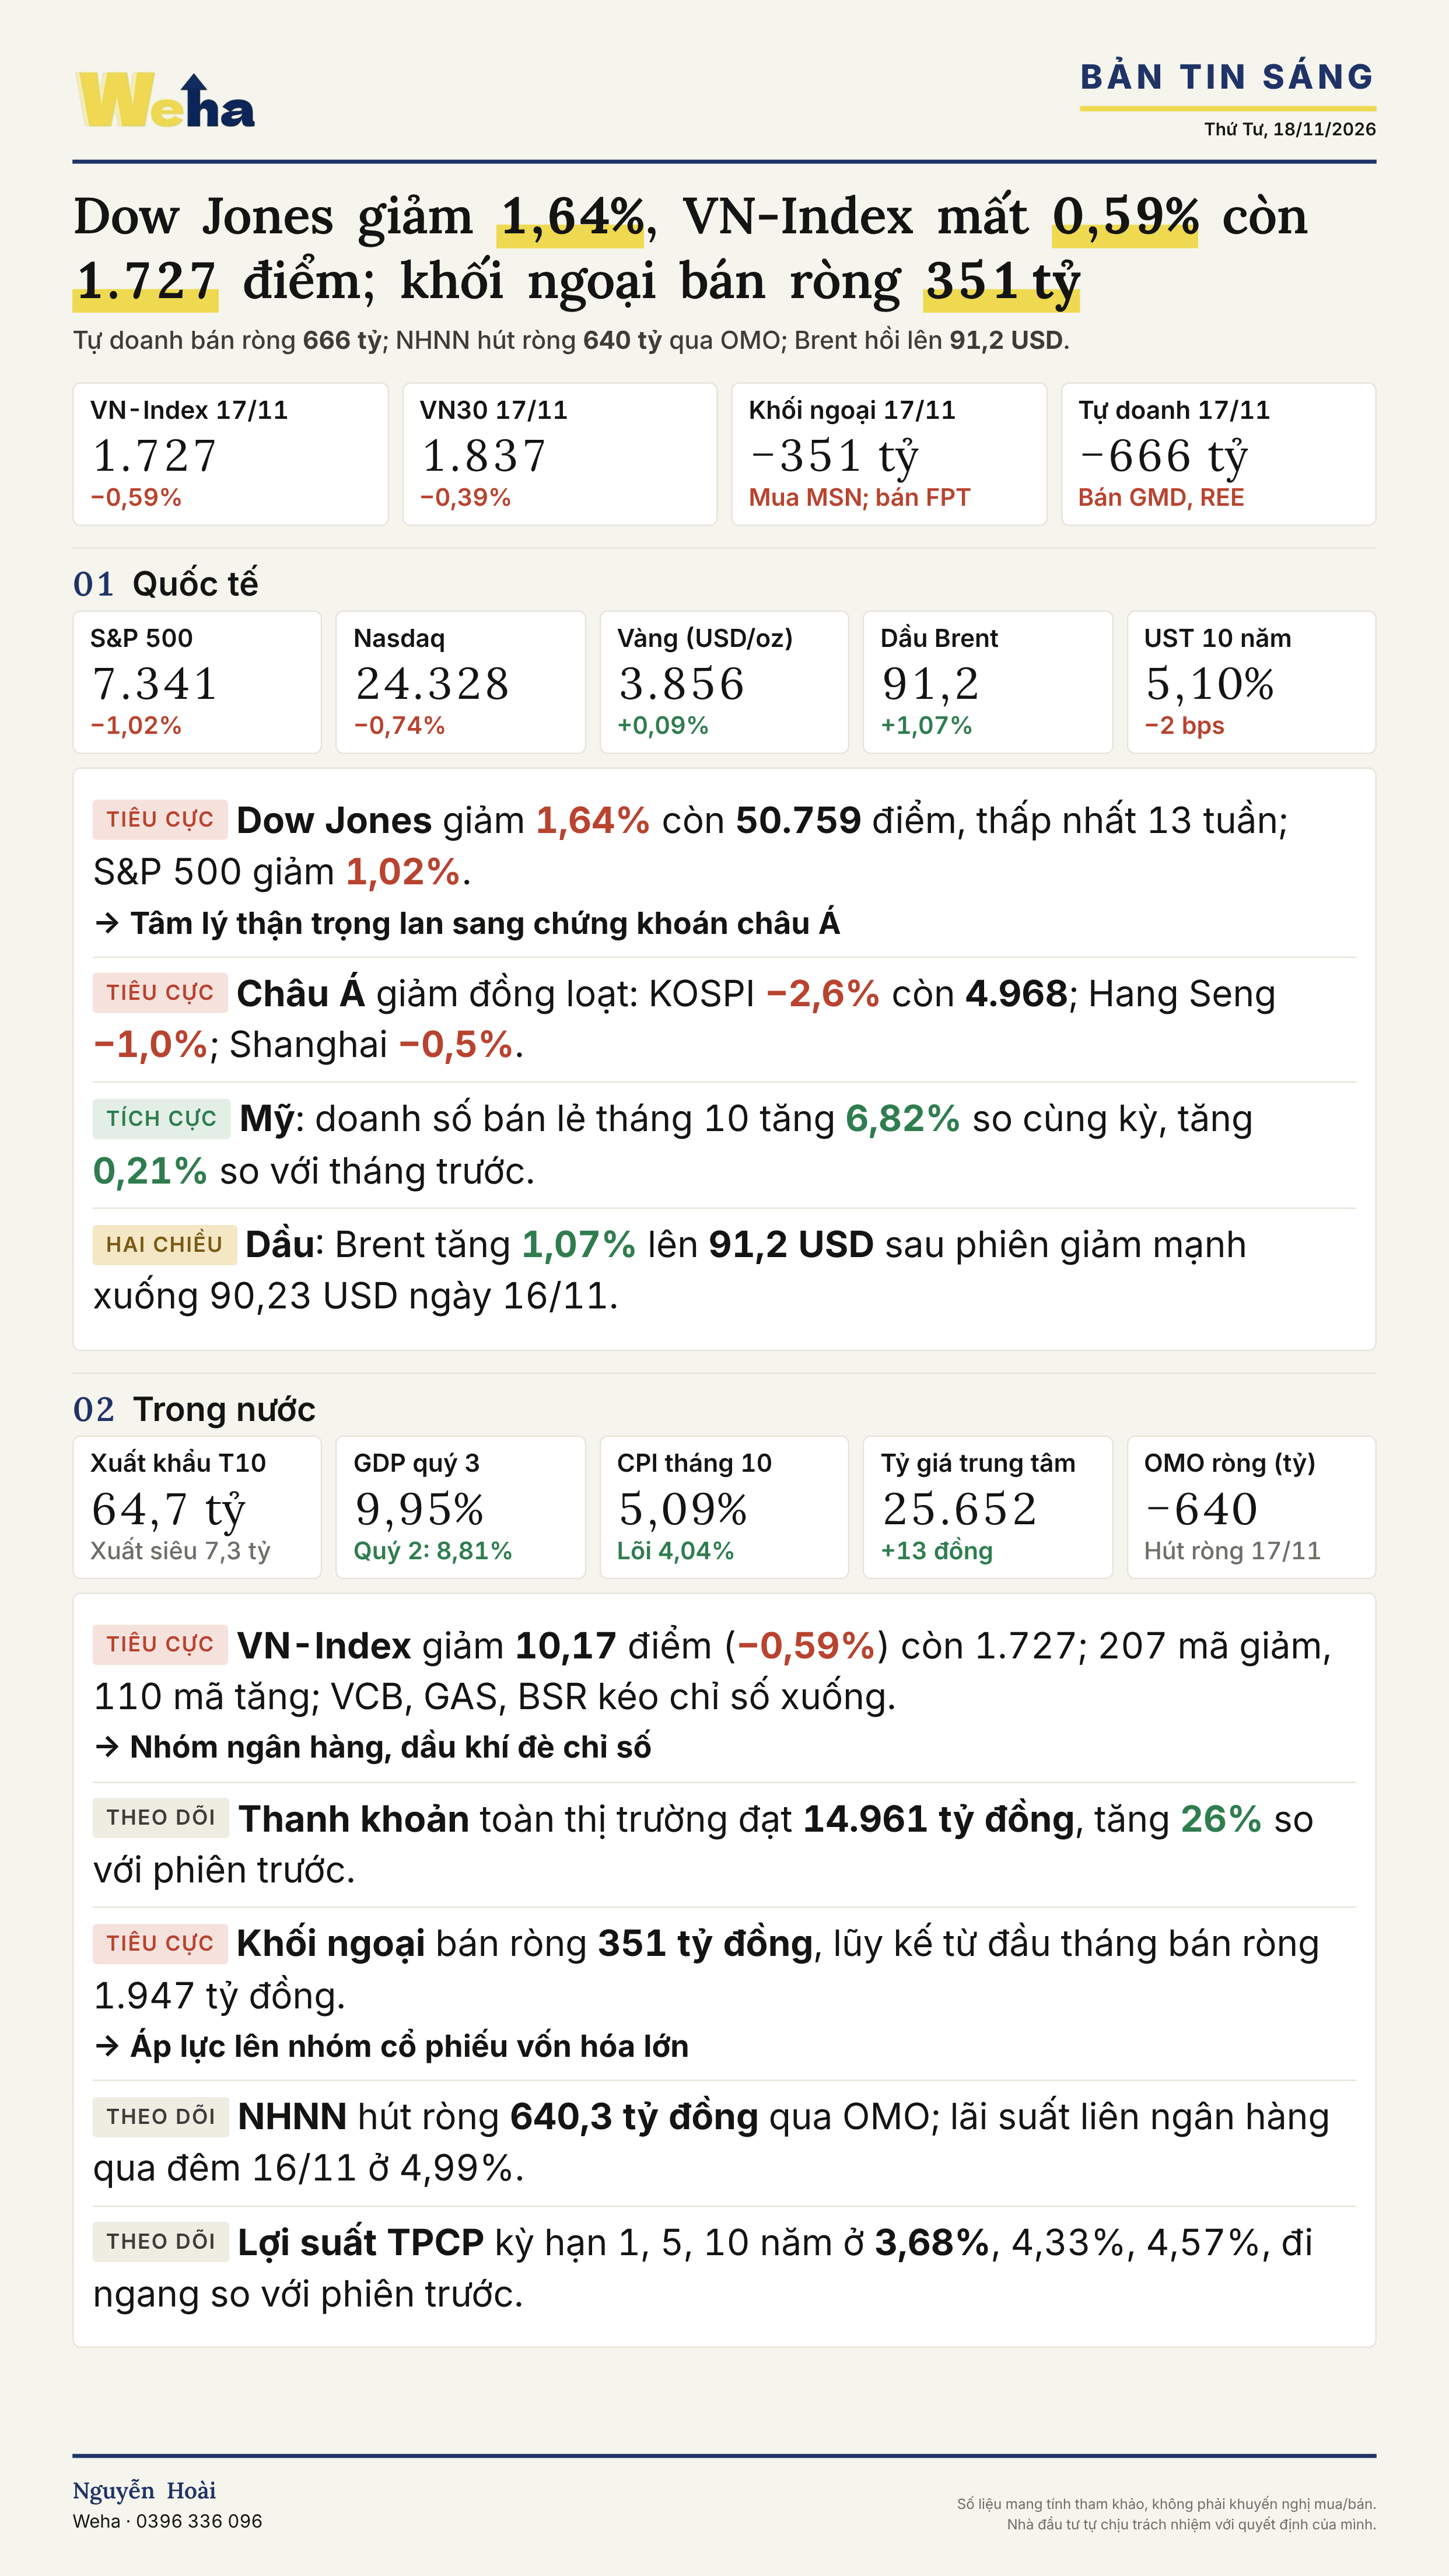 Weha
BẢN TIN SÁNG
Thứ Tư, 18/11/2026
Dow Jones giảm 1,64%, VN-Index mất 0,59% còn
1.727 điểm; khối ngoại bán ròng 351 tỷ
Tự doanh bán ròng 666 tỷ; NHNN hút ròng 640 tỷ qua OMO; Brent hồi lên 91,2 USD.
VN-Index 17/11
1.727
−0,59%
VN30 17/11
1.837
−0,39%
Khối ngoại 17/11
−351 tỷ
Mua MSN; bán FPT
Tự doanh 17/11
−666 tỷ
Bán GMD, REE
01 Quốc tế
S&P 500
7.341
−1,02%
Nasdaq
24.328
−0,74%
Vàng (USD/oz)
3.856
+0,09%
Dầu Brent
91,2
+1,07%
UST 10 năm
5,10%
−2 bps
TIÊU CỰC Dow Jones giảm 1,64% còn 50.759 điểm, thấp nhất 13 tuần;
S&P 500 giảm 1,02%.
→ Tâm lý thận trọng lan sang chứng khoán châu Á
TIÊU CỰC Châu Á giảm đồng loạt: KOSPI −2,6% còn 4.968; Hang Seng
−1,0%; Shanghai −0,5%.
TÍCH CỰC Mỹ: doanh số bán lẻ tháng 10 tăng 6,82% so cùng kỳ, tăng
0,21% so với tháng trước.
HAI CHIỀU Dầu: Brent tăng 1,07% lên 91,2 USD sau phiên giảm mạnh
xuống 90,23 USD ngày 16/11.
02 Trong nước
Xuất khẩu T10
64,7 tỷ
Xuất siêu 7,3 tỷ
GDP quý 3
9,95%
Quý 2: 8,81%
CPI tháng 10
5,09%
Lõi 4,04%
Tỷ giá trung tâm
25.652
+13 đồng
OMO ròng (tỷ)
−640
Hút ròng 17/11
TIÊU CỰC VN-Index giảm 10,17 điểm (−0,59%) còn 1.727; 207 mã giảm,
110 mã tăng; VCB, GAS, BSR kéo chỉ số xuống.
→ Nhóm ngân hàng, dầu khí đè chỉ số
THEO DÕI Thanh khoản toàn thị trường đạt 14.961 tỷ đồng, tăng 26% so
với phiên trước.
TIÊU CỰC Khối ngoại bán ròng 351 tỷ đồng, lũy kế từ đầu tháng bán ròng
1.947 tỷ đồng.
→ Áp lực lên nhóm cổ phiếu vốn hóa lớn
THEO DÕI NHNN hút ròng 640,3 tỷ đồng qua OMO; lãi suất liên ngân hàng
qua đêm 16/11 ở 4,99%.
THEO DÕI Lợi suất TPCP kỳ hạn 1, 5, 10 năm ở 3,68%, 4,33%, 4,57%, đi
ngang so với phiên trước.
Nguyễn Hoài
Weha · 0396 336 096
Số liệu mang tính tham khảo, không phải khuyến nghị mua/bán.
Nhà đầu tư tự chịu trách nhiệm với quyết định của mình.